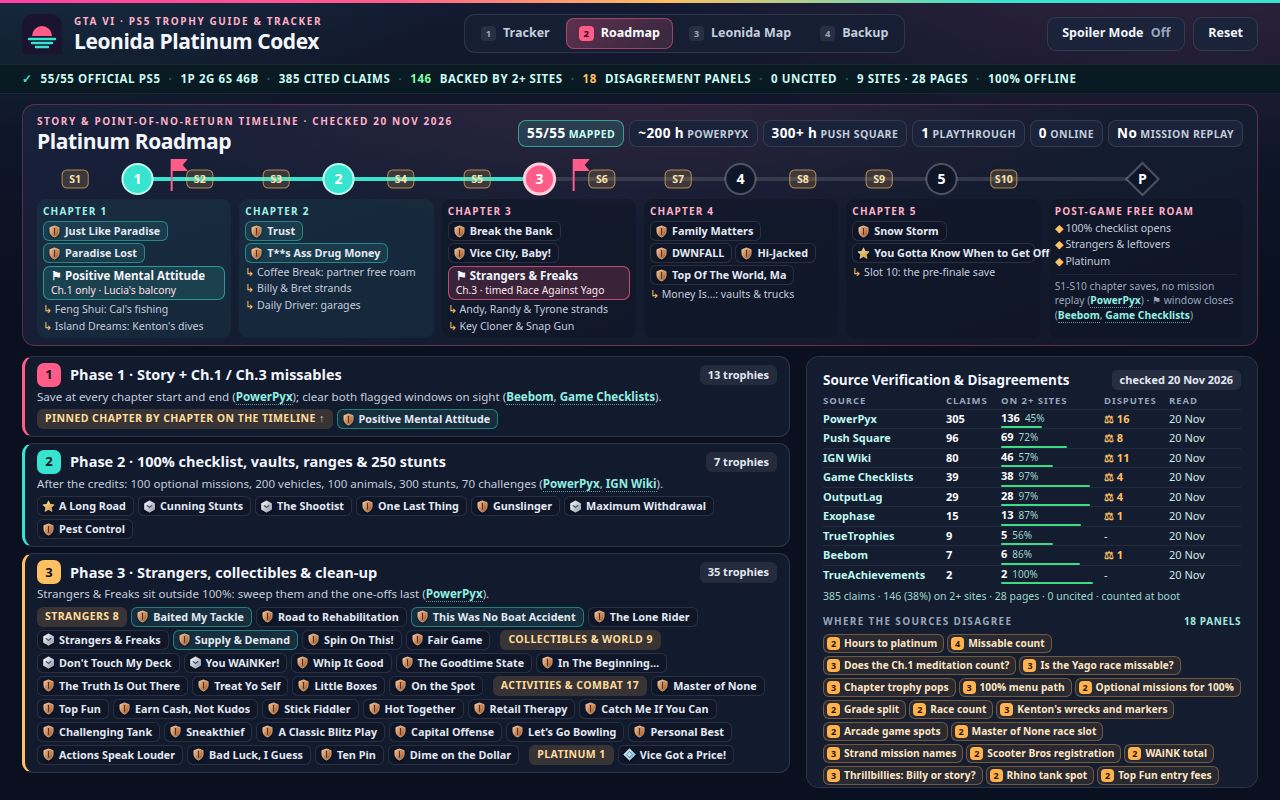 GTA VI · PS5 TROPHY GUIDE & TRACKER
Leonida Platinum Codex
1 Tracker
2 Roadmap
3 Leonida Map
4 Backup
Spoiler Mode Off
Reset
✓ 55/55 OFFICIAL PS5 · 1P 2G 6S 46B · 385 CITED CLAIMS · 146 BACKED BY 2+ SITES · 18 DISAGREEMENT PANELS · 0 UNCITED · 9 SITES · 28 PAGES · 100% OFFLINE
STORY & POINT-OF-NO-RETURN TIMELINE · CHECKED 20 NOV 2026
Platinum Roadmap
55/55 MAPPED
~200 h POWERPYX
300+ h PUSH SQUARE
1 PLAYTHROUGH
0 ONLINE
No MISSION REPLAY
S1 1 S2 S3 2 S4 S5 3 S6 S7 4 S8 S9 5 S10 P
CHAPTER 1
Just Like Paradise
Paradise Lost
⚑ Positive Mental Attitude
Ch.1 only · Lucia's balcony
↳ Feng Shui: Cal's fishing
↳ Island Dreams: Kenton's dives
CHAPTER 2
Trust
T**s Ass Drug Money
↳ Coffee Break: partner free roam
↳ Billy & Bret strands
↳ Daily Driver: garages
CHAPTER 3
Break the Bank
Vice City, Baby!
⚑ Strangers & Freaks
Ch.3 · timed Race Against Yago
↳ Andy, Randy & Tyrone strands
↳ Key Cloner & Snap Gun
CHAPTER 4
Family Matters
DWNFALL
Hi-Jacked
Top Of The World, Ma
↳ Money Is...: vaults & trucks
CHAPTER 5
Snow Storm
You Gotta Know When to Get Off
↳ Slot 10: the pre-finale save
POST-GAME FREE ROAM
◆ 100% checklist opens
◆ Strangers & leftovers
◆ Platinum
S1-S10 chapter saves, no mission
replay (PowerPyx) · ⚑ window closes
(Beebom, Game Checklists)
1 Phase 1 · Story + Ch.1 / Ch.3 missables
13 trophies
Save at every chapter start and end (PowerPyx); clear both flagged windows on sight (Beebom, Game Checklists).
PINNED CHAPTER BY CHAPTER ON THE TIMELINE ↑
Positive Mental Attitude
2 Phase 2 · 100% checklist, vaults, ranges & 250 stunts
7 trophies
After the credits: 100 optional missions, 200 vehicles, 100 animals, 300 stunts, 70 challenges (PowerPyx, IGN Wiki).
A Long Road Cunning Stunts The Shootist One Last Thing Gunslinger Maximum Withdrawal
Pest Control
3 Phase 3 · Strangers, collectibles & clean-up
35 trophies
Strangers & Freaks sit outside 100%: sweep them and the one-offs last (PowerPyx).
STRANGERS 8 Baited My Tackle Road to Rehabilitation This Was No Boat Accident The Lone Rider
Strangers & Freaks Supply & Demand Spin On This! Fair Game COLLECTIBLES & WORLD 9
Don't Touch My Deck You WAiNKer! Whip It Good The Goodtime State In The Beginning...
The Truth Is Out There Treat Yo Self Little Boxes On the Spot ACTIVITIES & COMBAT 17 Master of None
Top Fun Earn Cash, Not Kudos Stick Fiddler Hot Together Retail Therapy Catch Me If You Can
Challenging Tank Sneakthief A Classic Blitz Play Capital Offense Let's Go Bowling Personal Best
Actions Speak Louder Bad Luck, I Guess Ten Pin Dime on the Dollar PLATINUM 1 Vice Got a Price!
Source Verification & Disagreements
checked 20 Nov 2026
SOURCE CLAIMS ON 2+ SITES DISPUTES READ
PowerPyx 305 136 45% ⚖ 16 20 Nov
Push Square 96 69 72% ⚖ 8 20 Nov
IGN Wiki 80 46 57% ⚖ 11 20 Nov
Game Checklists 39 38 97% ⚖ 4 20 Nov
OutputLag 29 28 97% ⚖ 4 20 Nov
Exophase 15 13 87% ⚖ 1 20 Nov
TrueTrophies 9 5 56% - 20 Nov
Beebom 7 6 86% ⚖ 1 20 Nov
TrueAchievements 2 2 100% - 20 Nov
385 claims · 146 (38%) on 2+ sites · 28 pages · 0 uncited · counted at boot
WHERE THE SOURCES DISAGREE
18 PANELS
2 Hours to platinum 4 Missable count
3 Does the Ch.1 meditation count? 3 Is the Yago race missable?
3 Chapter trophy pops 3 100% menu path 2 Optional missions for 100%
2 Grade split 2 Race count 3 Kenton's wrecks and markers
2 Arcade game spots 2 Master of None race slot
3 Strand mission names 2 Scooter Bros registration 2 WAiNK total
3 Thrillbillies: Billy or story? 2 Rhino tank spot 2 Top Fun entry fees